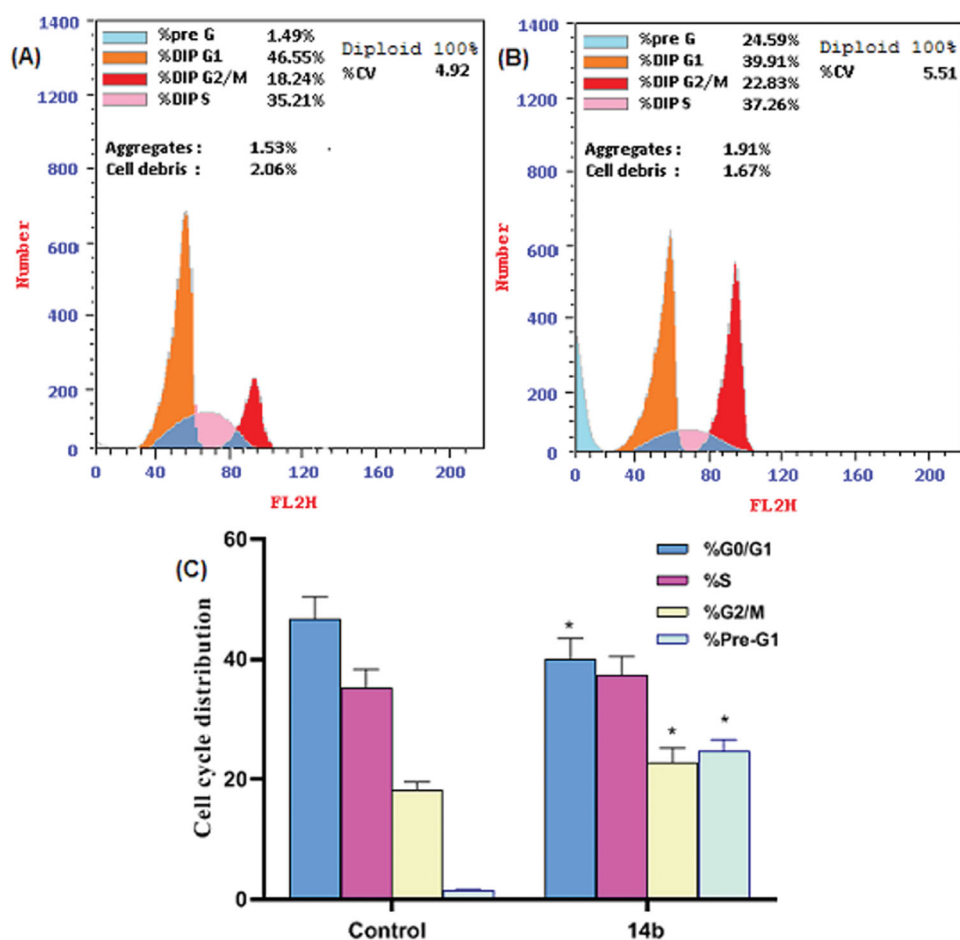 (A)
%pre G 1.49%
%DIP G1 46.55%
%DIP G2/M 18.24%
%DIP S 35.21%
Diploid 100%
%CV 4.92
Aggregates : 1.53%
Cell debris : 2.06%
1400
1200
800
600
400
200
0
Number
0 40 80 120 160 200
FL2H
(B)
%pre G 24.59%
%DIP G1 39.91%
%DIP G2/M 22.83%
%DIP S 37.26%
Diploid 100%
%CV 5.51
Aggregates : 1.91%
Cell debris : 1.67%
1400
1200
800
600
400
200
0
Number
0 40 80 120 160 200
FL2H
(C)
60
40
20
0
Cell cycle distribution
%G0/G1
%S
%G2/M
%Pre-G1
*
*
*
Control 14b